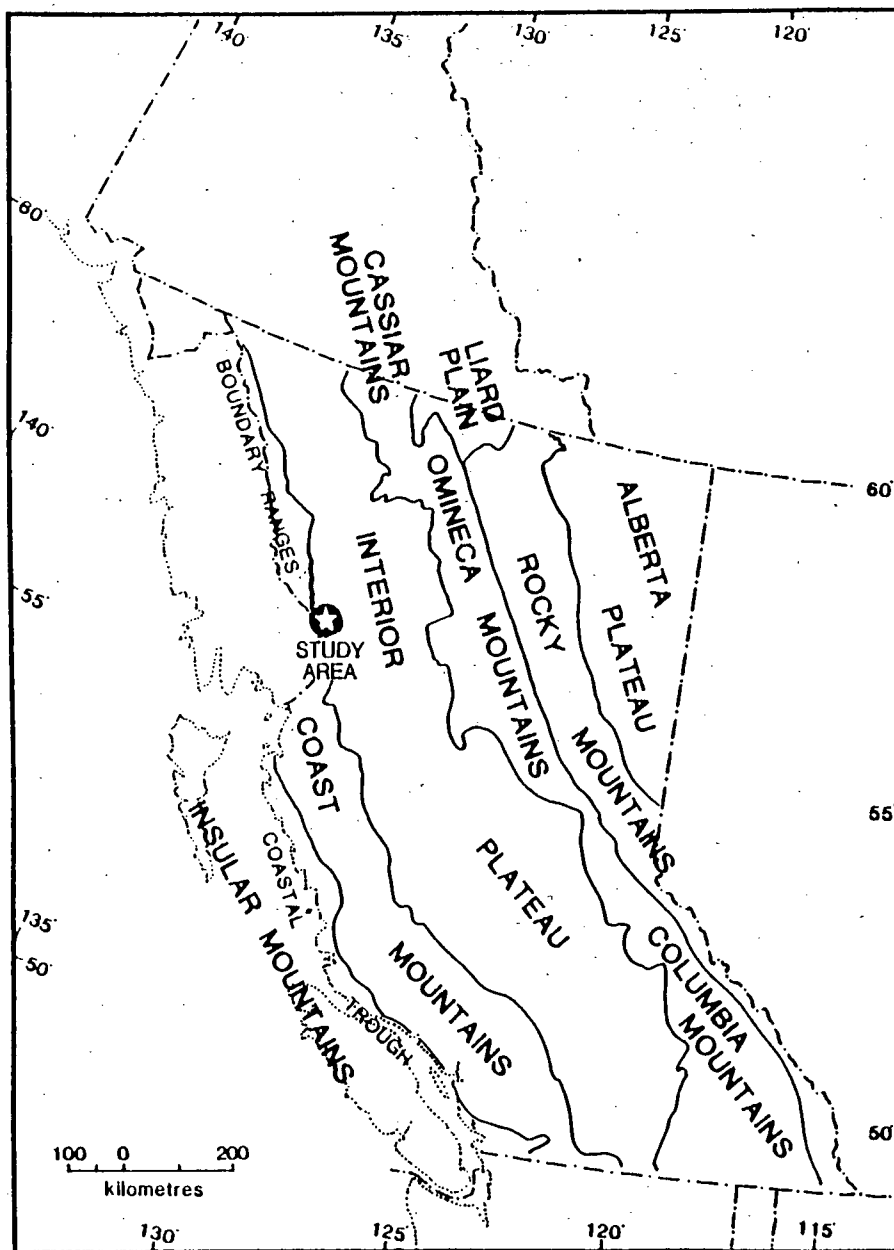 140°
135°
130°
125°
120°
60°
CASSIAR
MOUNTAINS
LIARD
PLAIN
140°
BOUNDARY RANGES
OMINECA MOUNTAINS
60°
ALBERTA PLATEAU
INTERIOR PLATEAU
ROCKY MOUNTAINS
55°
STUDY
AREA
COAST MOUNTAINS
55°
INSULAR MOUNTAINS
COASTAL TROUGH
135°
50°
COLUMBIA
MOUNTAINS
50°
100 0 200
kilometres
130°
125°
120°
115°